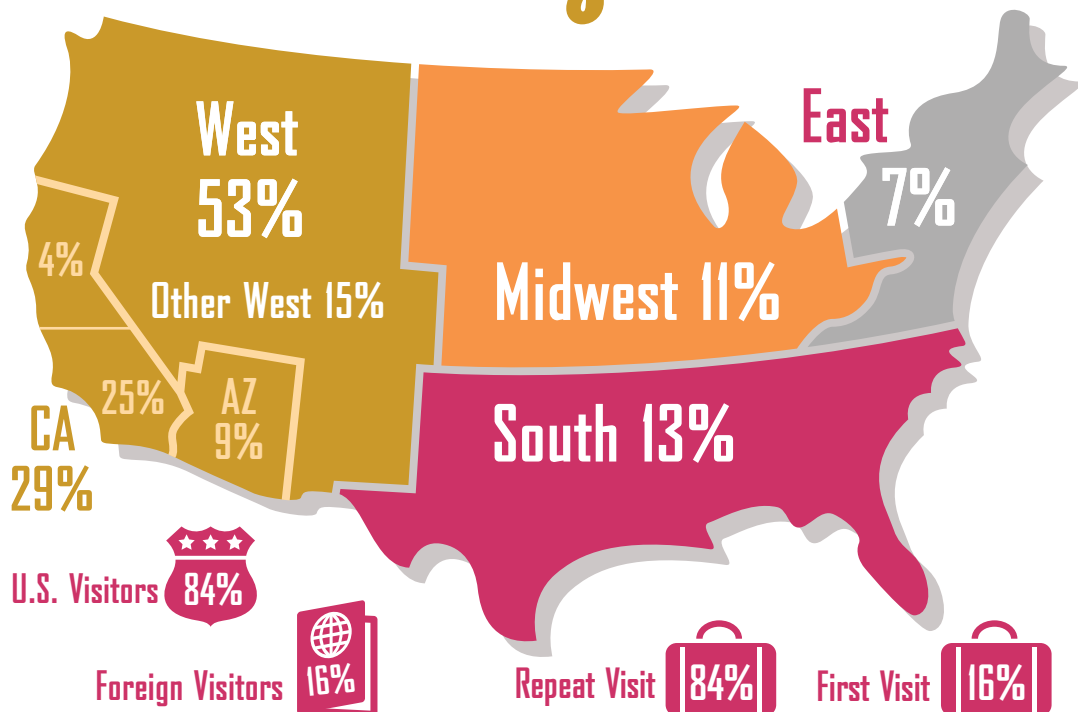 West
53%
East
7%
4%
Other West 15%
Midwest 11%
25%
AZ
9%
CA
29%
South 13%
U.S. Visitors 84%
Foreign Visitors 16%
Repeat Visit 84%
First Visit 16%